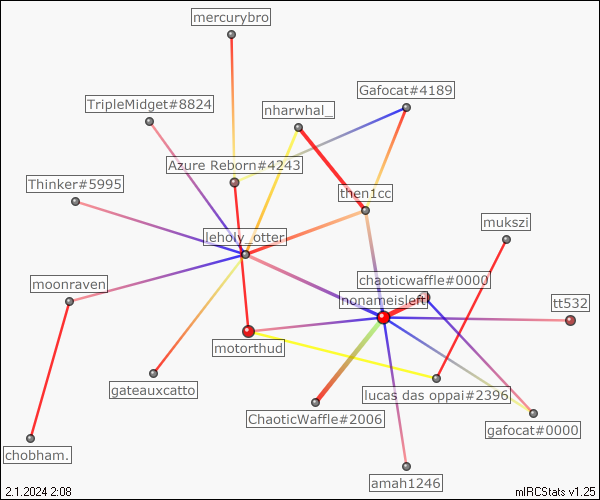 mercurybro
Gafocat#4189
TripleMidget#8824
nharwhal_
Azure Reborn#4243
Thinker#5995
then1cc
mukszi
leholy_otter
moonraven
chaoticwaffle#0000
nonameisleft
tt532
motorthud
gateauxcatto
lucas das oppai#2396
ChaoticWaffle#2006
gafocat#0000
chobham.
amah1246
2.1.2024 2:08
mIRCStats v1.25